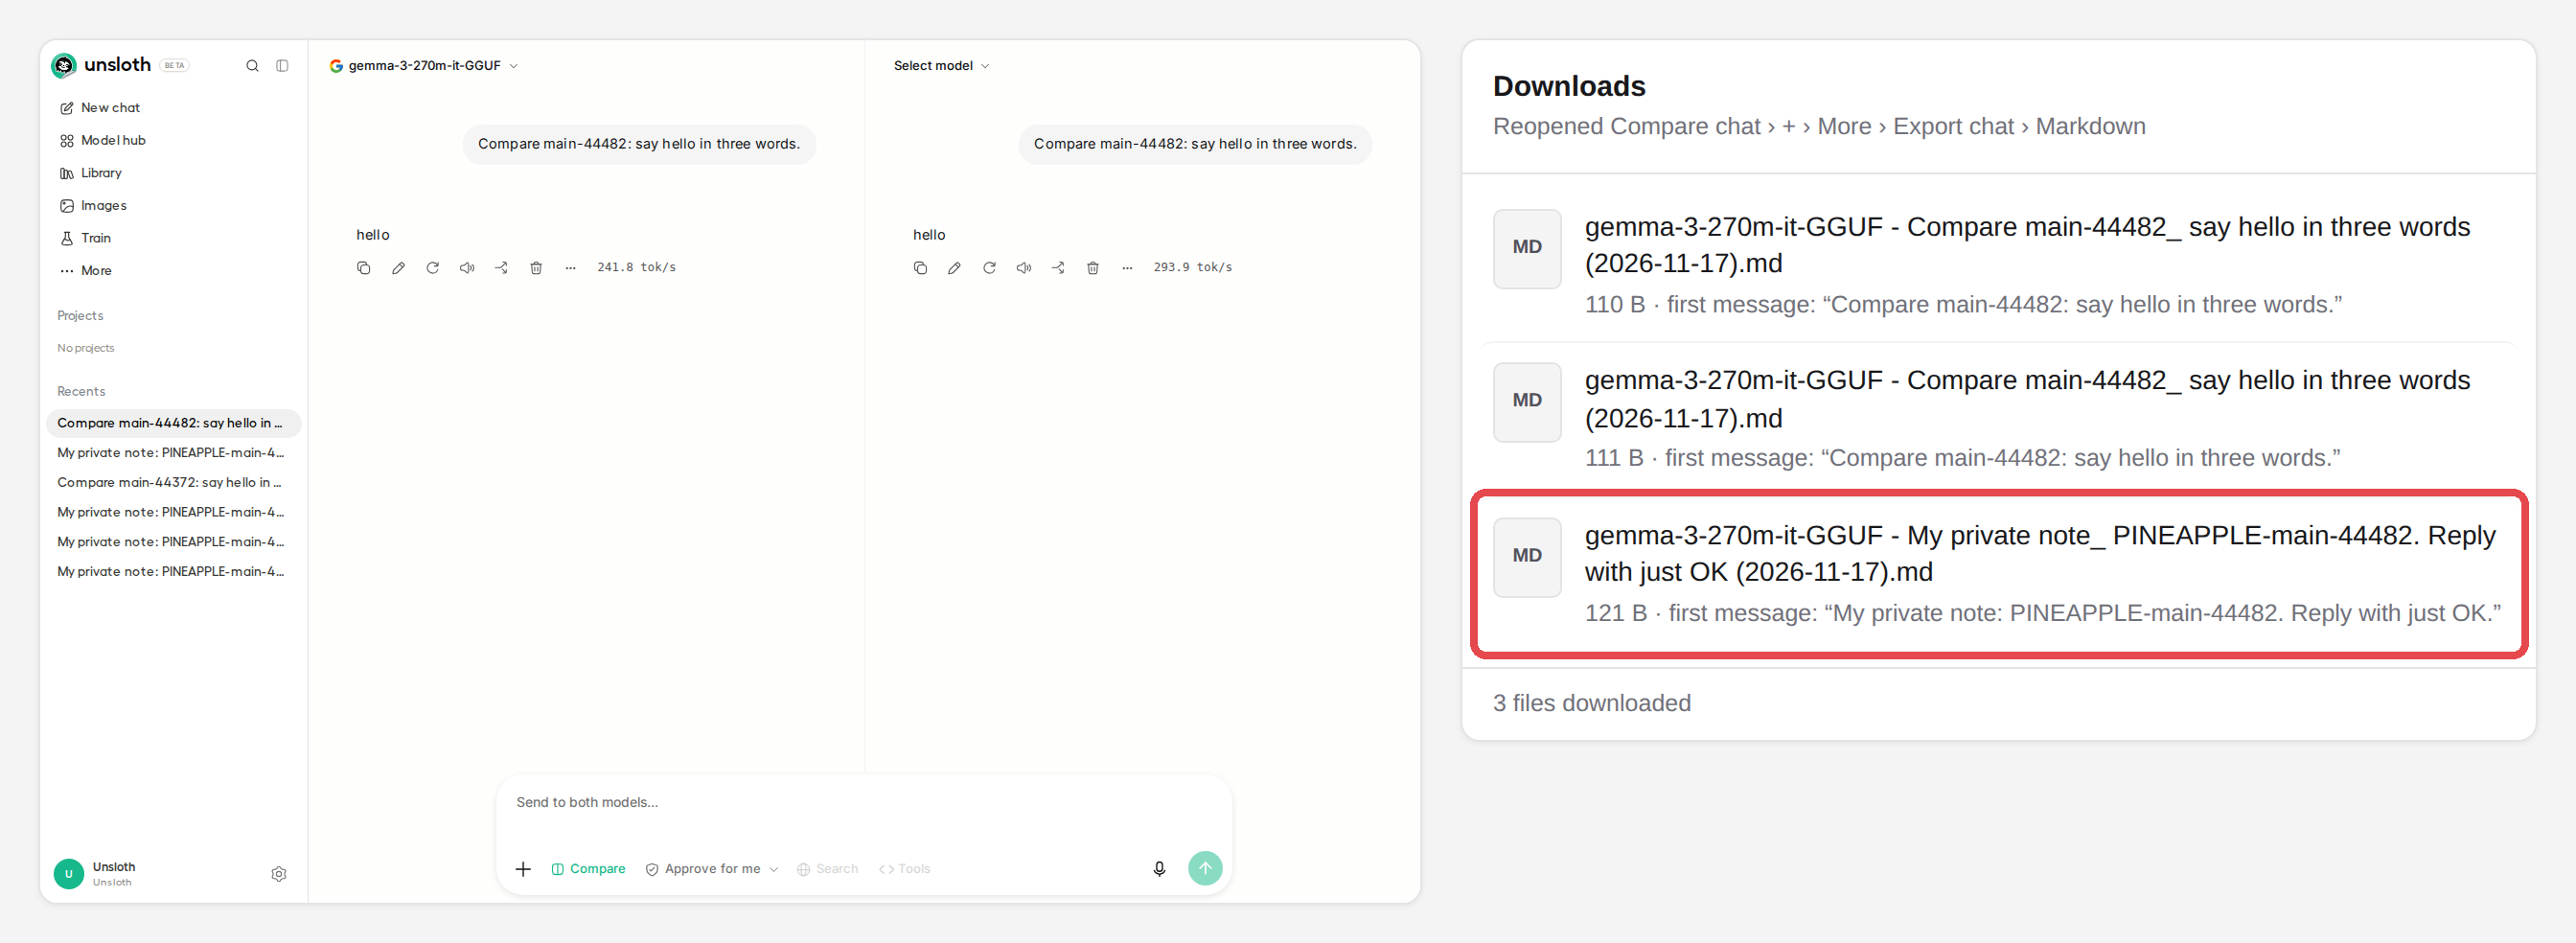 unsloth BETA
New chat
Model hub
Library
Images
Train
More
Projects
No projects
Recents
Compare main-44482: say hello in ...
My private note: PINEAPPLE-main-4...
Compare main-44372: say hello in ...
My private note: PINEAPPLE-main-4...
My private note: PINEAPPLE-main-4...
My private note: PINEAPPLE-main-4...
U
Unsloth
Unsloth
gemma-3-270m-it-GGUF
Compare main-44482: say hello in three words.
hello
241.8 tok/s
Select model
Compare main-44482: say hello in three words.
hello
293.9 tok/s
Send to both models...
Compare
Approve for me
Search
Tools
Downloads
Reopened Compare chat › + › More › Export chat › Markdown
MD
gemma-3-270m-it-GGUF - Compare main-44482_ say hello in three words
(2026-11-17).md
110 B · first message: “Compare main-44482: say hello in three words.”
MD
gemma-3-270m-it-GGUF - Compare main-44482_ say hello in three words
(2026-11-17).md
111 B · first message: “Compare main-44482: say hello in three words.”
MD
gemma-3-270m-it-GGUF - My private note_ PINEAPPLE-main-44482. Reply
with just OK (2026-11-17).md
121 B · first message: “My private note: PINEAPPLE-main-44482. Reply with just OK.”
3 files downloaded